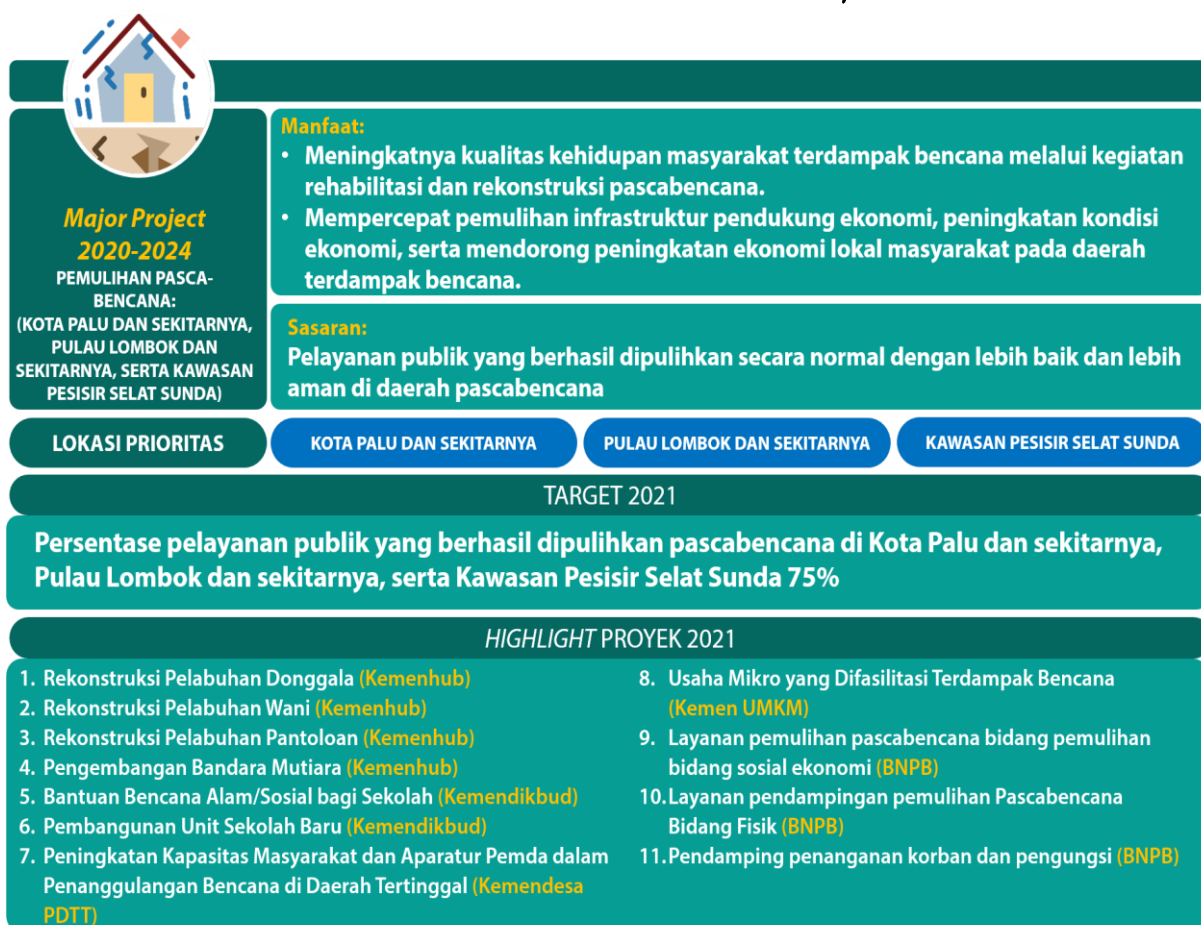 Major Project
2020-2024
PEMULIHAN PASCA-
BENCANA:
(KOTA PALU DAN SEKITARNYA,
PULAU LOMBOK DAN
SEKITARNYA, SERTA KAWASAN
PESISIR SELAT SUNDA)
Manfaat:
• Meningkatnya kualitas kehidupan masyarakat terdampak bencana melalui kegiatan
rehabilitasi dan rekonstruksi pascabencana.
• Mempercepat pemulihan infrastruktur pendukung ekonomi, peningkatan kondisi
ekonomi, serta mendorong peningkatan ekonomi lokal masyarakat pada daerah
terdampak bencana.
Sasaran:
Pelayanan publik yang berhasil dipulihkan secara normal dengan lebih baik dan lebih
aman di daerah pascabencana
LOKASI PRIORITAS
KOTA PALU DAN SEKITARNYA
PULAU LOMBOK DAN SEKITARNYA
KAWASAN PESISIR SELAT SUNDA
TARGET 2021
Persentase pelayanan publik yang berhasil dipulihkan pascabencana di Kota Palu dan sekitarnya,
Pulau Lombok dan sekitarnya, serta Kawasan Pesisir Selat Sunda 75%
HIGHLIGHT PROYEK 2021
1. Rekonstruksi Pelabuhan Donggala (Kemenhub)
2. Rekonstruksi Pelabuhan Wani (Kemenhub)
3. Rekonstruksi Pelabuhan Pantoloan (Kemenhub)
4. Pengembangan Bandara Mutiara (Kemenhub)
5. Bantuan Bencana Alam/Sosial bagi Sekolah (Kemendikbud)
6. Pembangunan Unit Sekolah Baru (Kemendikbud)
7. Peningkatan Kapasitas Masyarakat dan Aparatur Pemda dalam
Penanggulangan Bencana di Daerah Tertinggal (Kemendesa
PDTT)
8. Usaha Mikro yang Difasilitasi Terdampak Bencana
(Kemen UMKM)
9. Layanan pemulihan pascabencana bidang pemulihan
bidang sosial ekonomi (BNPB)
10.Layanan pendampingan pemulihan Pascabencana
Bidang Fisik (BNPB)
11.Pendamping penanganan korban dan pengungsi (BNPB)